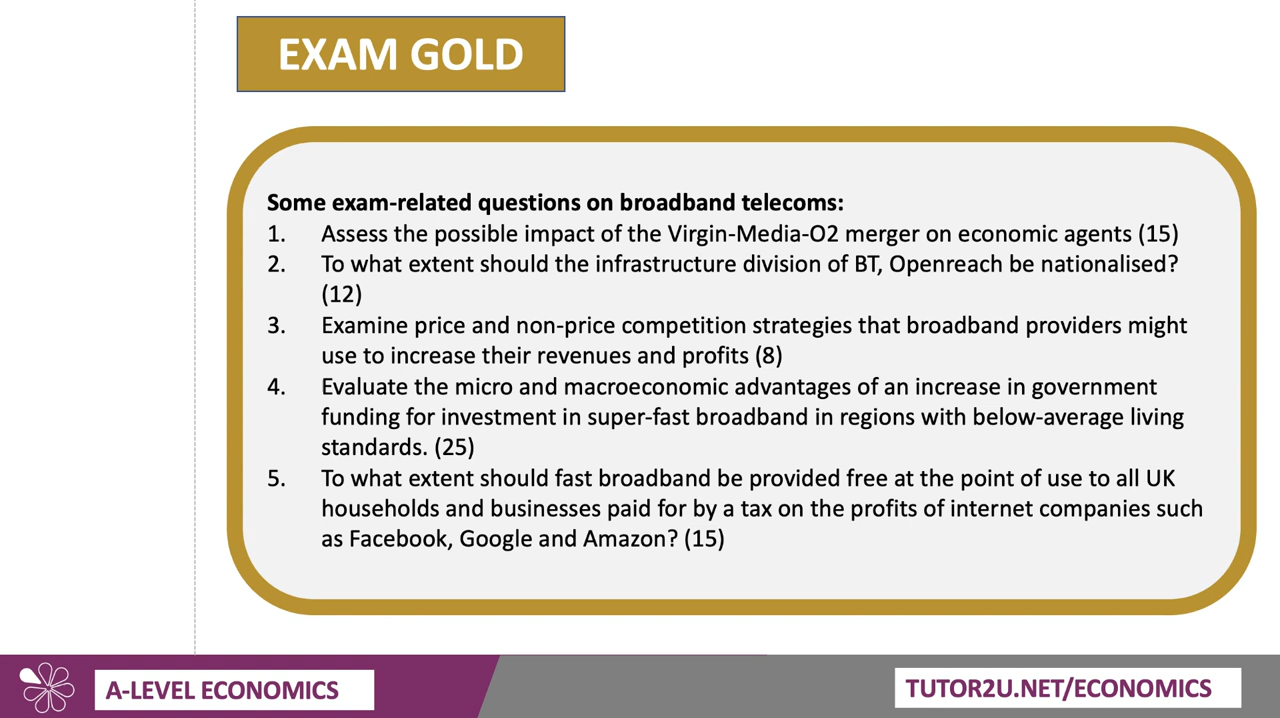 EXAM GOLD
Some exam-related questions on broadband telecoms:
1. Assess the possible impact of the Virgin-Media-O2 merger on economic agents (15)
2. To what extent should the infrastructure division of BT, Openreach be nationalised?
(12)
3. Examine price and non-price competition strategies that broadband providers might
use to increase their revenues and profits (8)
4. Evaluate the micro and macroeconomic advantages of an increase in government
funding for investment in super-fast broadband in regions with below-average living
standards. (25)
5. To what extent should fast broadband be provided free at the point of use to all UK
households and businesses paid for by a tax on the profits of internet companies such
as Facebook, Google and Amazon? (15)
A-LEVEL ECONOMICS
TUTOR2U.NET/ECONOMICS